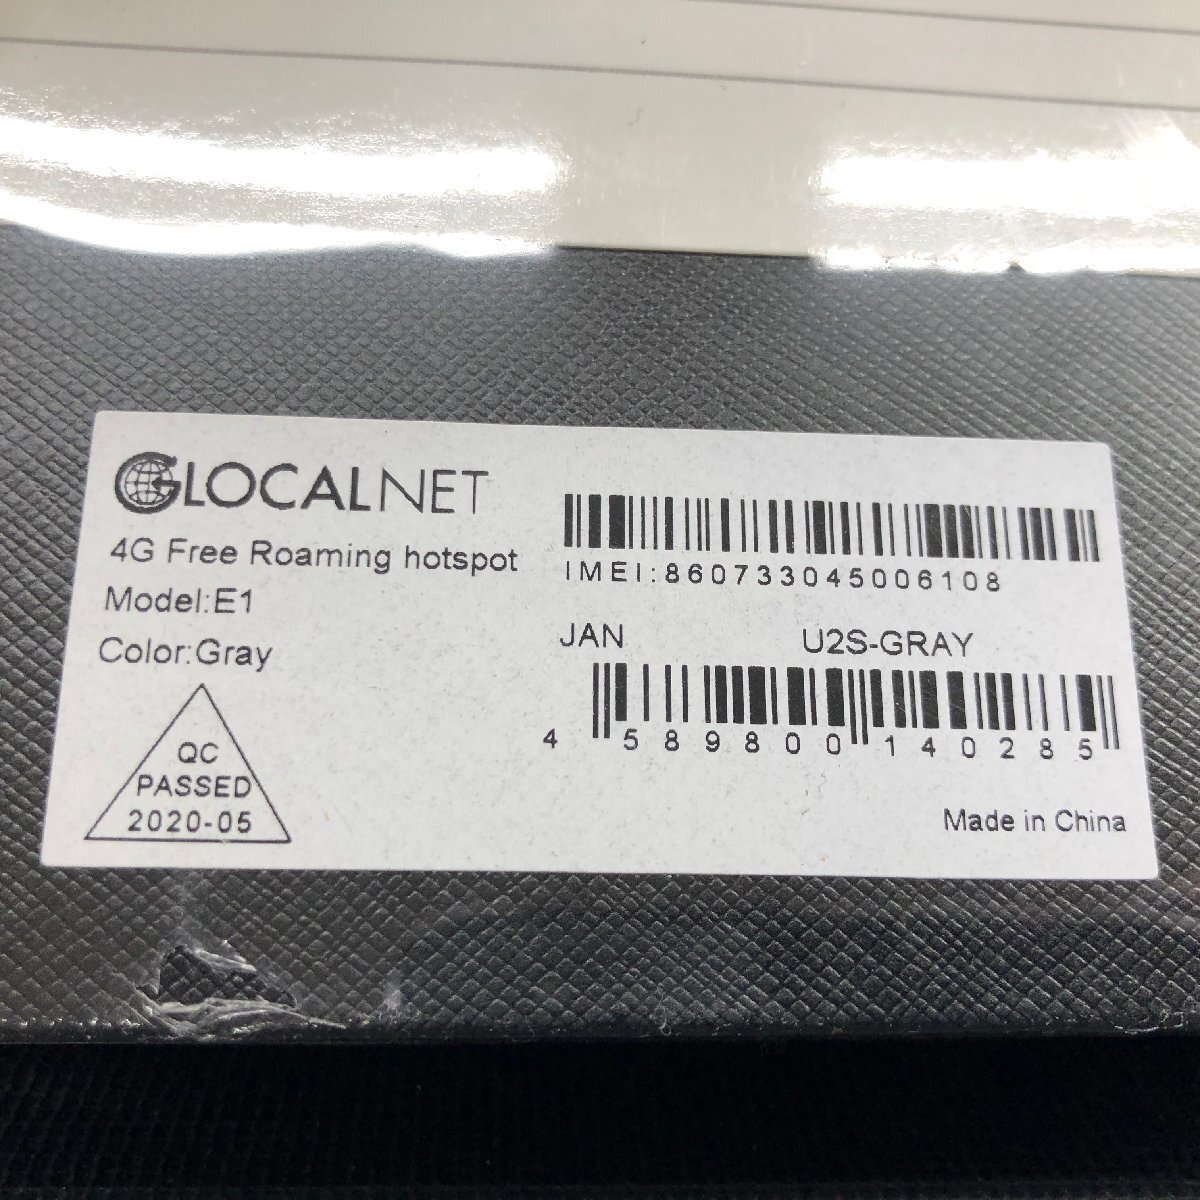 GLOCALNET
4G Free Roaming hotspot
Model:E1
Color:Gray
QC
PASSED
2020-05
IMEI:860733045006108
JAN U2S-GRAY
4 589800 140285
Made in China